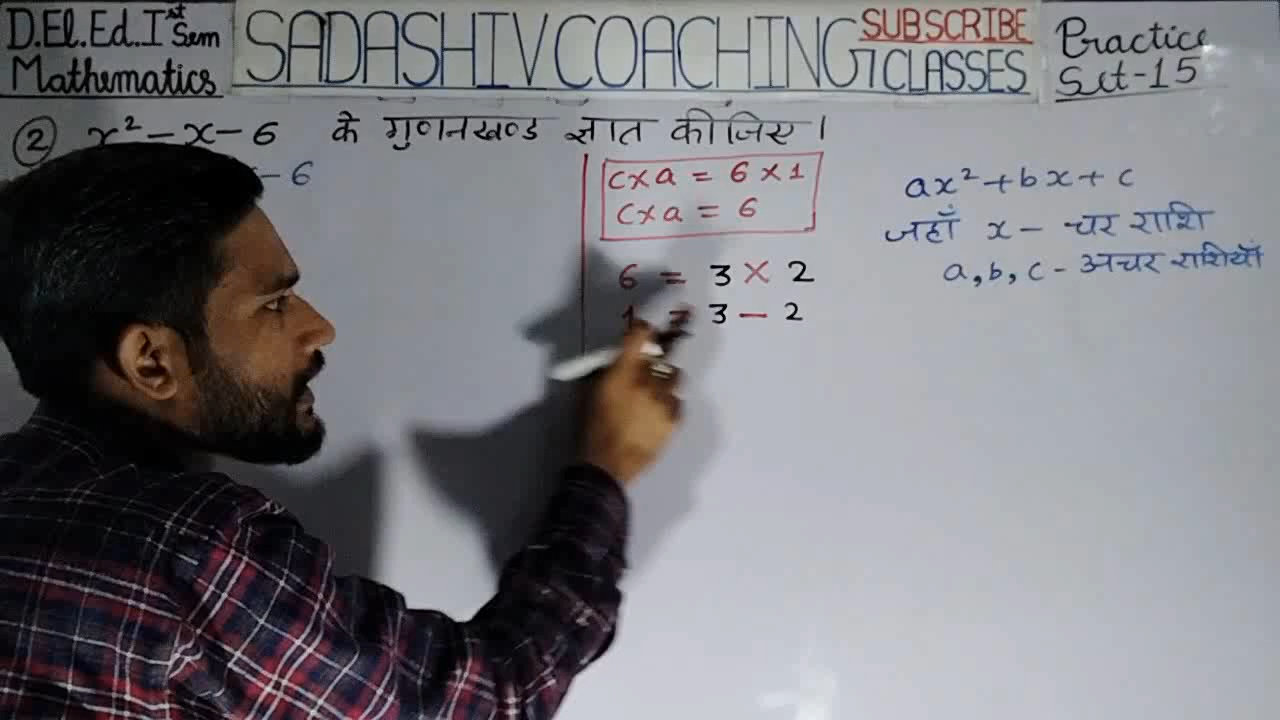 D.El.Ed.Ist Sem
Mathematics
SADASHIV COACHING CLASSES
SUBSCRIBE
Practice
Set-15
② x² - x - 6 के गुणनखण्ड ज्ञात कीजिए।
- 6
c×a = 6×1
c×a = 6
6 = 3 × 2
1 = 3 - 2
ax² + bx + c
जहाँ x - चर राशि
a, b, c - अचर राशियाँ